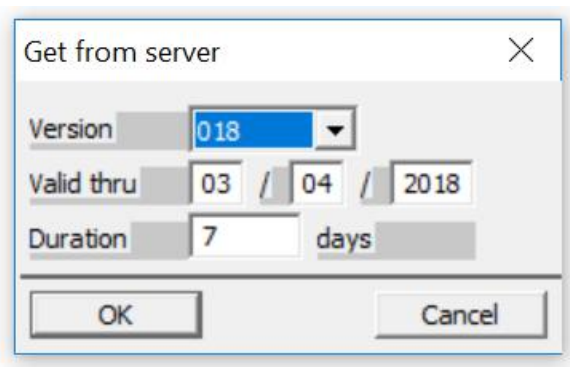 Get from server
Version 018
Valid thru 03 / 04 / 2018
Duration 7 days
OK Cancel